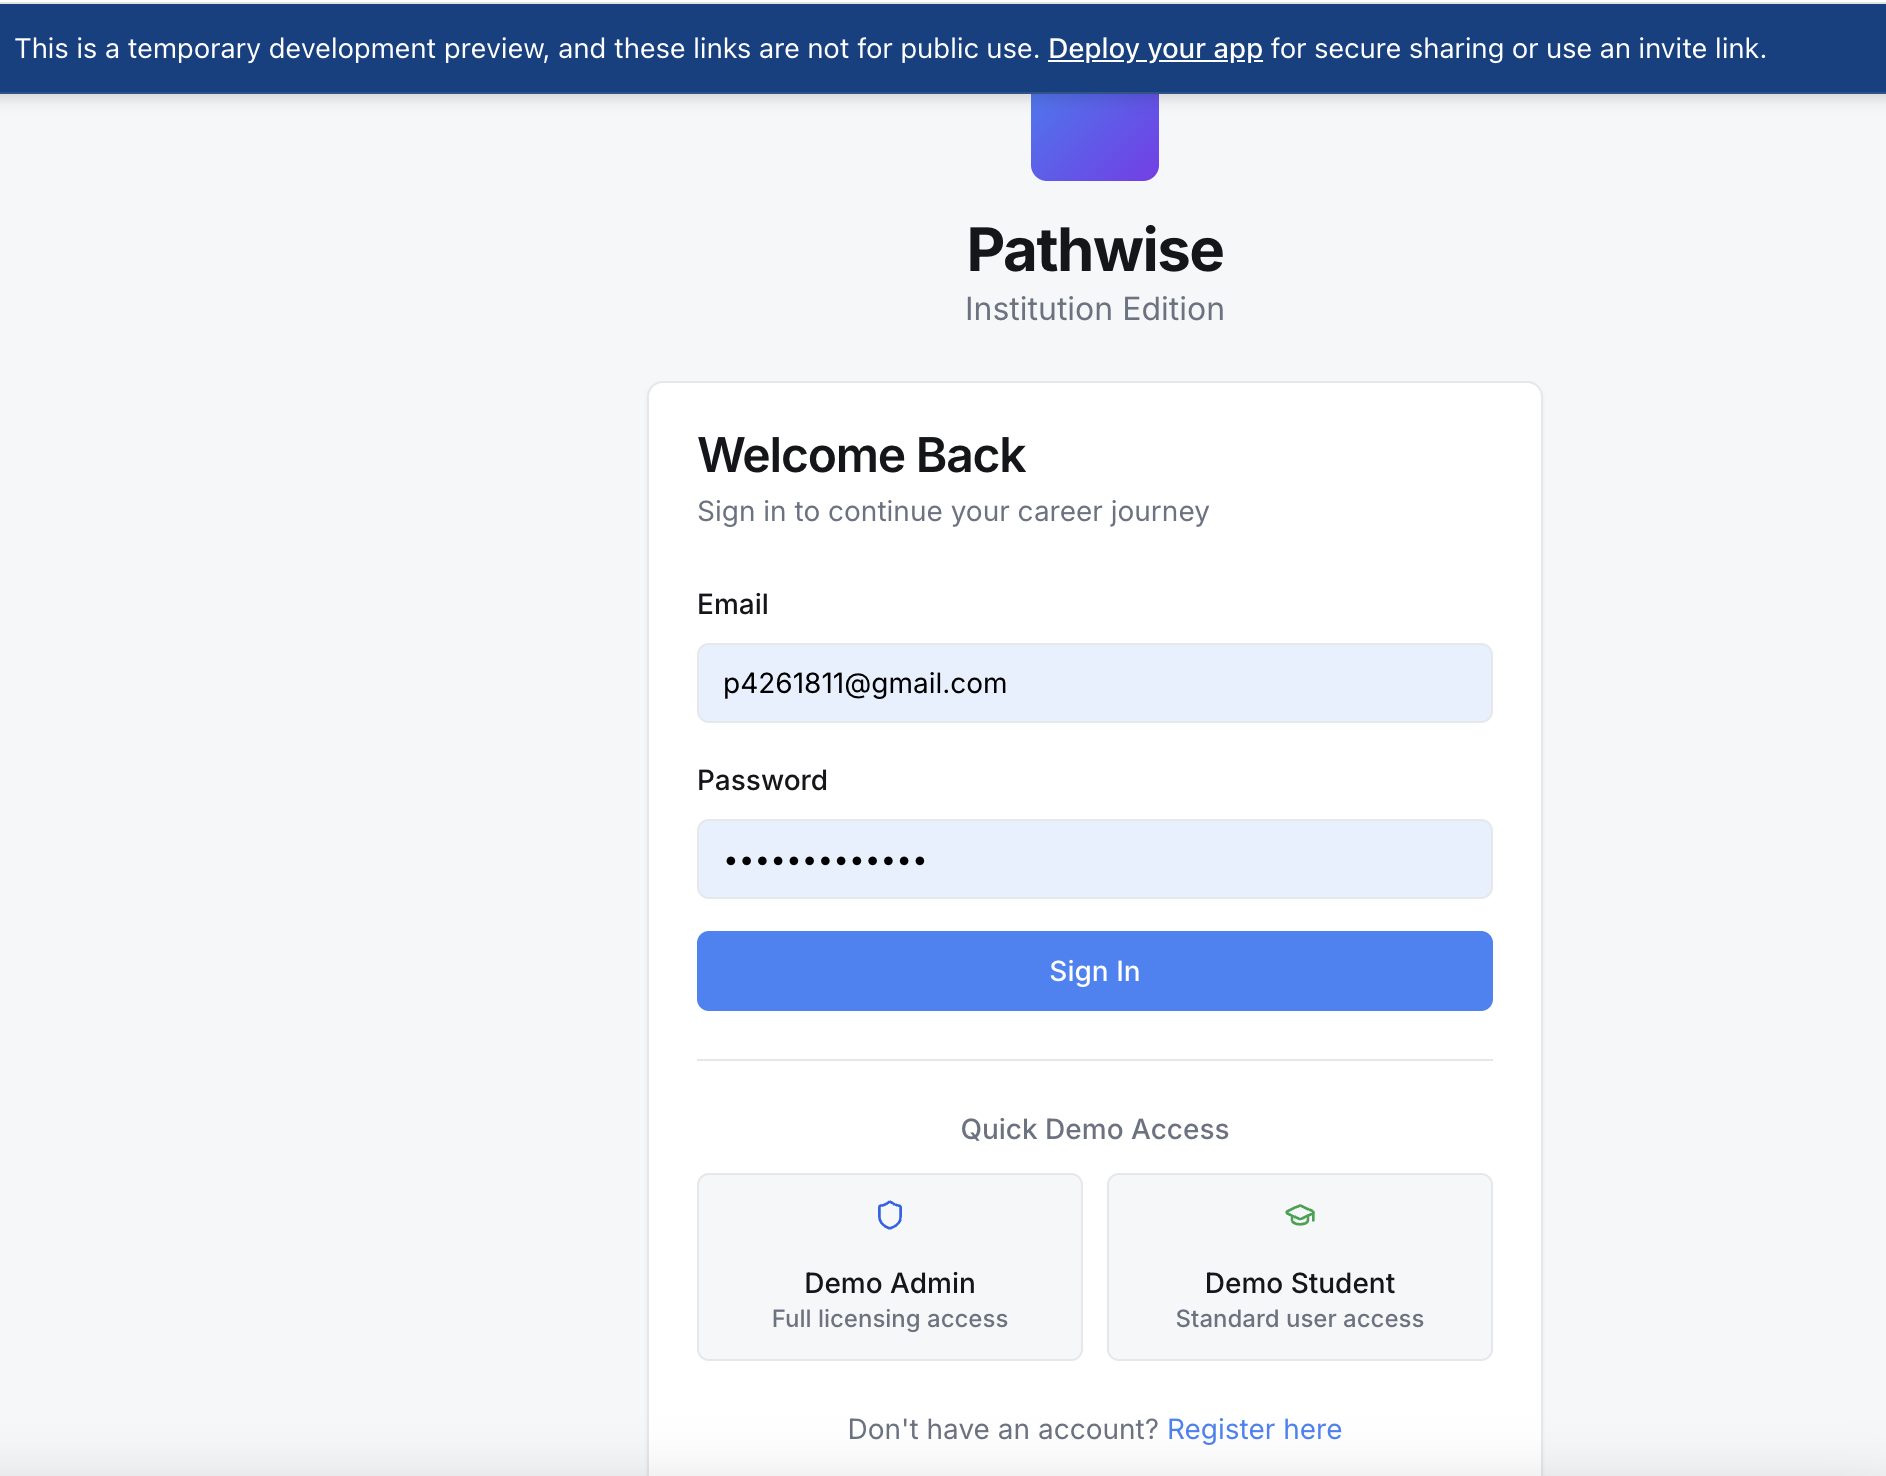 This is a temporary development preview, and these links are not for public use. Deploy your app for secure sharing or use an invite link.
Pathwise
Institution Edition
Welcome Back
Sign in to continue your career journey
Email
p4261811@gmail.com
Password
•••••••••••••
Sign In
Quick Demo Access
Demo Admin
Full licensing access
Demo Student
Standard user access
Don't have an account? Register here